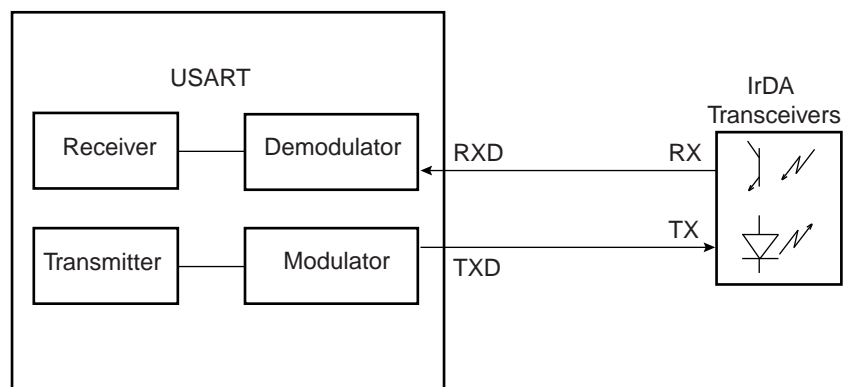 USART
IrDA
Transceivers
Receiver
Demodulator
RXD
RX
Transmitter
Modulator
TX
TXD